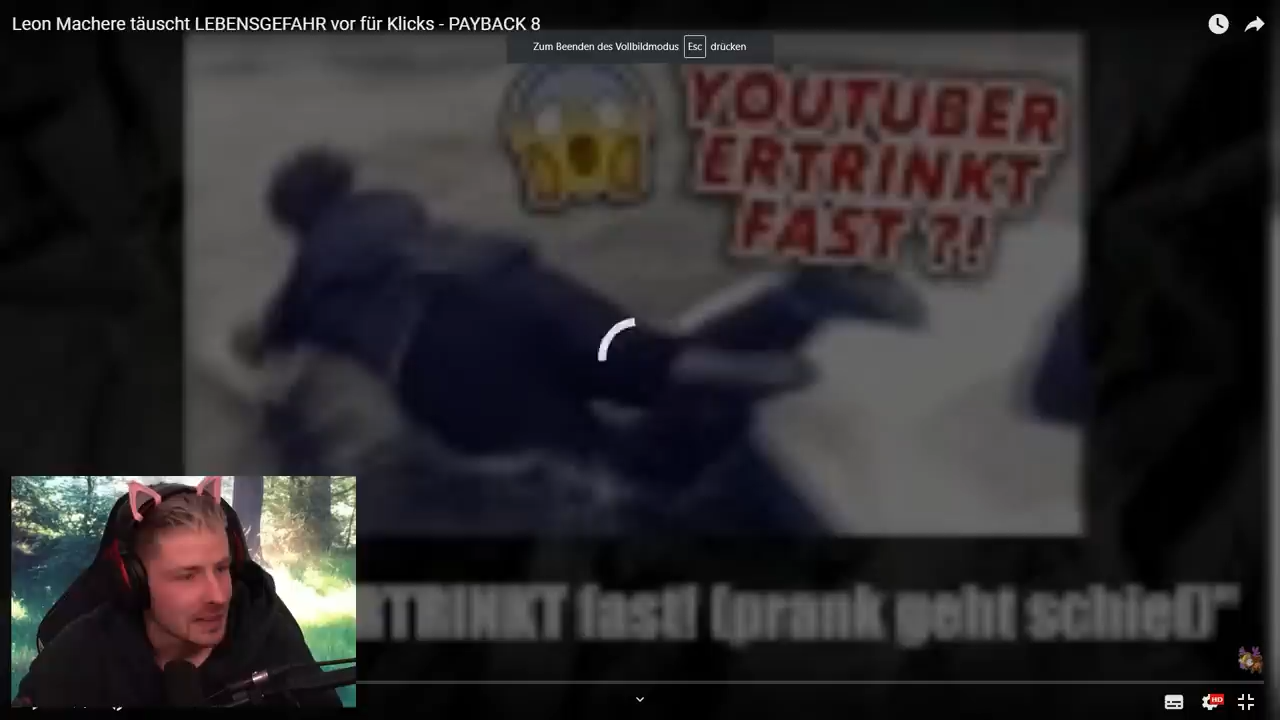 Leon Machere täuscht LEBENSGEFAHR vor für Klicks - PAYBACK 8
Zum Beenden des Vollbildmodus Esc drücken
YOUTUBER
ERTRINKT
FAST ?!
RTRINKT fast! (prank geht schief)"
HD